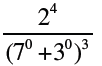 2⁴
(7⁰ + 3⁰)³